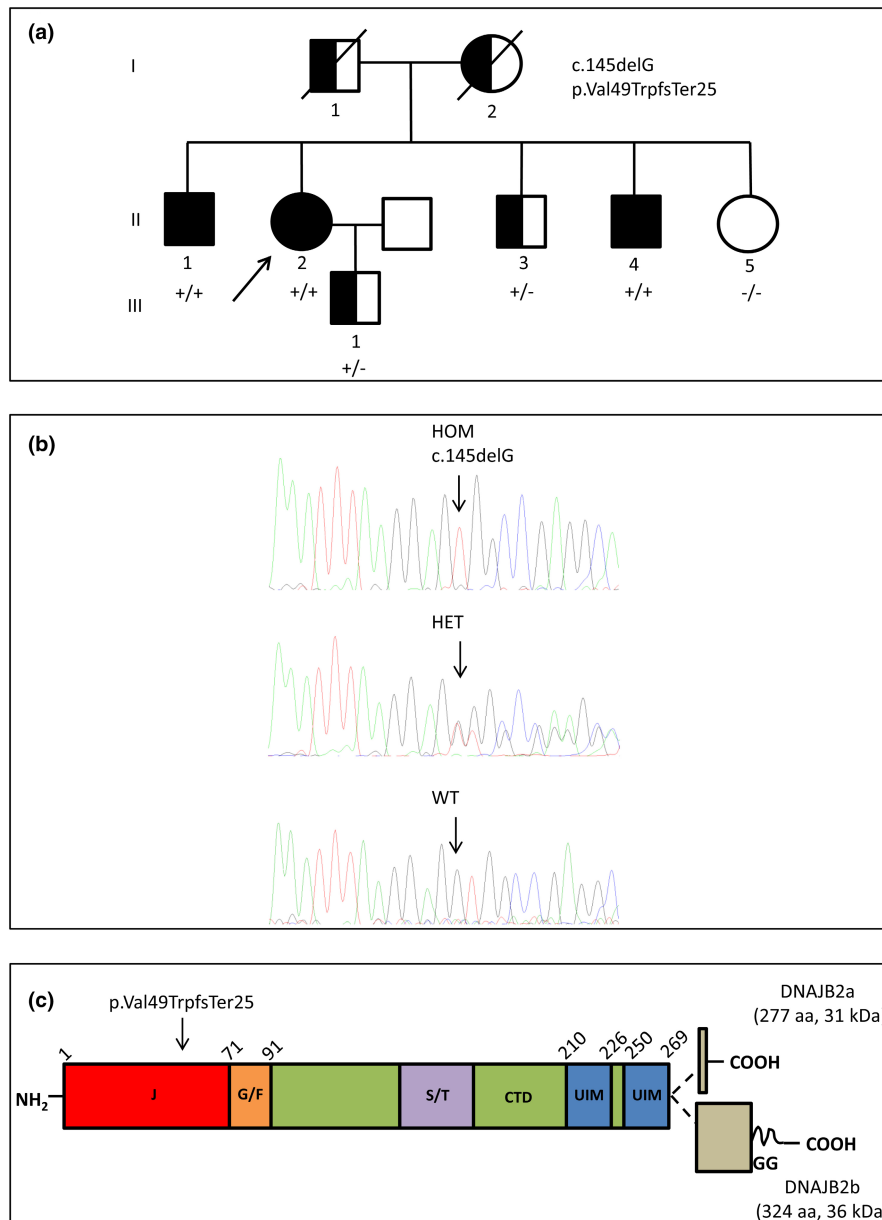 (a)
I
1
2
c.145delG
p.Val49TrpfsTer25
II
1
2
3
4
5
+/+
+/+
+/-
+/+
-/-
III
1
+/-
(b)
HOM
c.145delG
HET
WT
(c)
p.Val49TrpfsTer25
DNAJB2a
(277 aa, 31 kDa)
1
71
91
210
226
250
269
NH2
J
G/F
S/T
CTD
UIM
UIM
COOH
COOH
GG
DNAJB2b
(324 aa, 36 kDa)